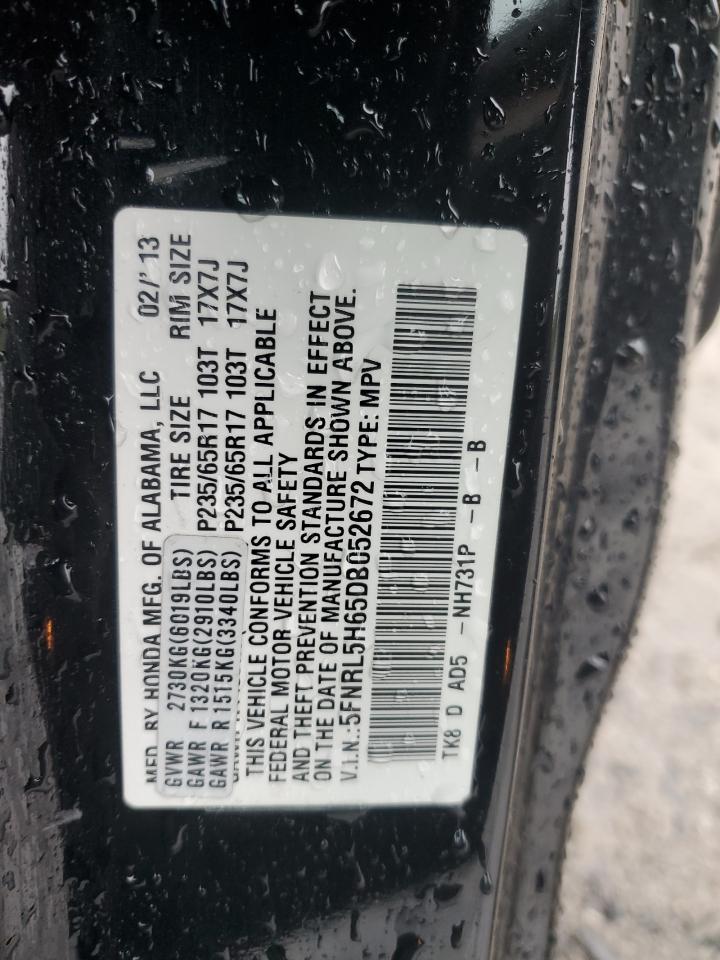 MFD. BY HONDA MFG. OF ALABAMA, LLC 02/' 13
GVWR 2730KG(6019LBS) TIRE SIZE RIM SIZE
GAWR F 1320KG(2910LBS) P235/65R17 103T 17X7J
GAWR R 1515KG(3340LBS) P235/65R17 103T 17X7J
THIS VEHICLE CONFORMS TO ALL APPLICABLE
FEDERAL MOTOR VEHICLE SAFETY
AND THEFT PREVENTION STANDARDS IN EFFECT
ON THE DATE OF MANUFACTURE SHOWN ABOVE.
V.I.N.:5FNRL5H65DB052672 TYPE: MPV
TK8 D AD5 -NH731P -B -B